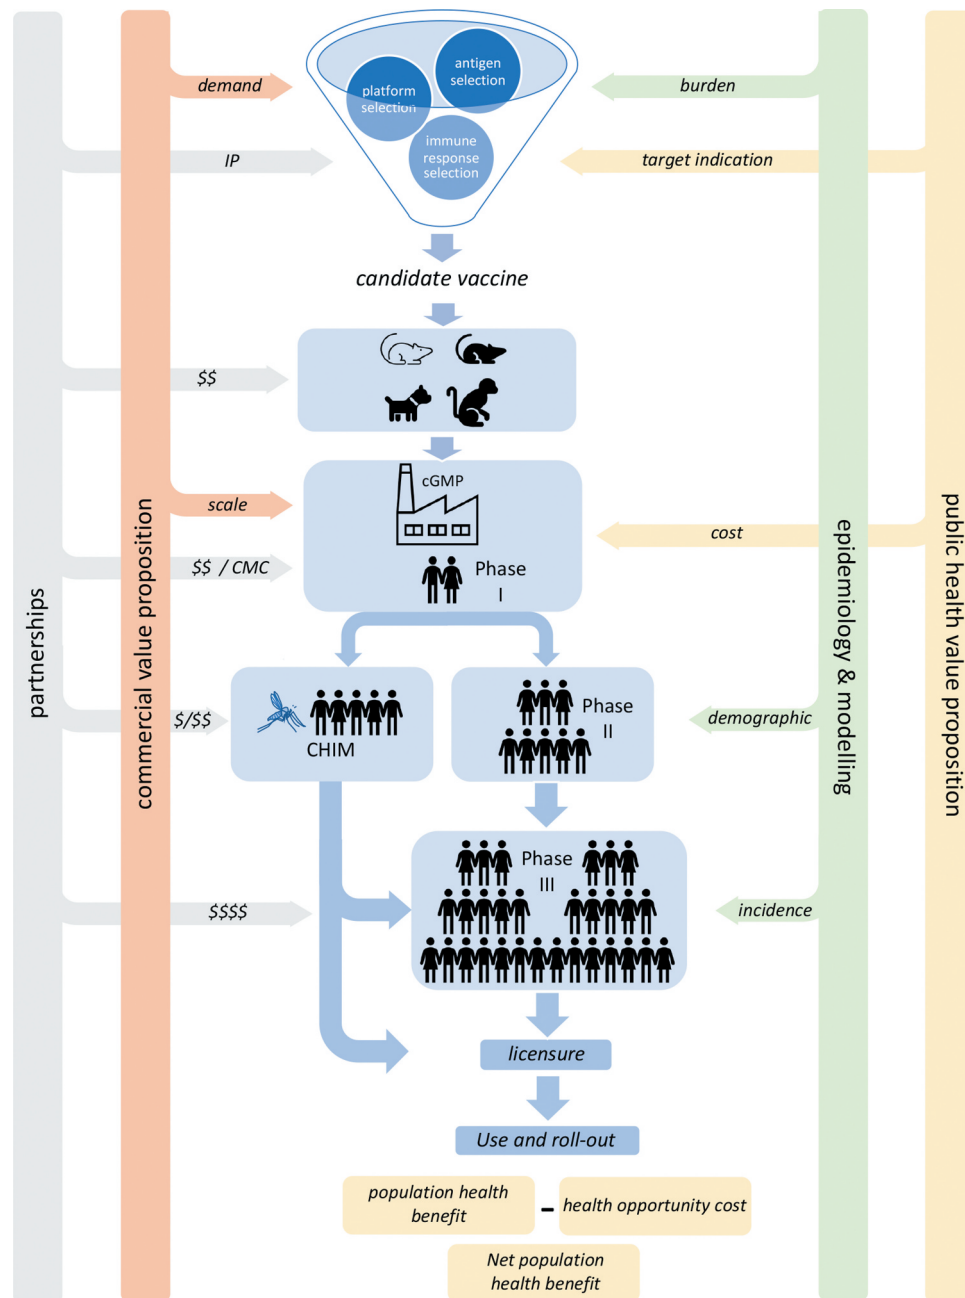 antigen
selection
platform
selection
immune
response
selection
demand
burden
IP
target indication
candidate vaccine
$$
cGMP
scale
cost
$$ / CMC
Phase
I
CHIM
Phase
II
$/$$
demographic
Phase
III
$$$$
incidence
licensure
Use and roll-out
population health
benefit
–
health opportunity cost
Net population
health benefit
partnerships
commercial value proposition
epidemiology & modelling
public health value proposition